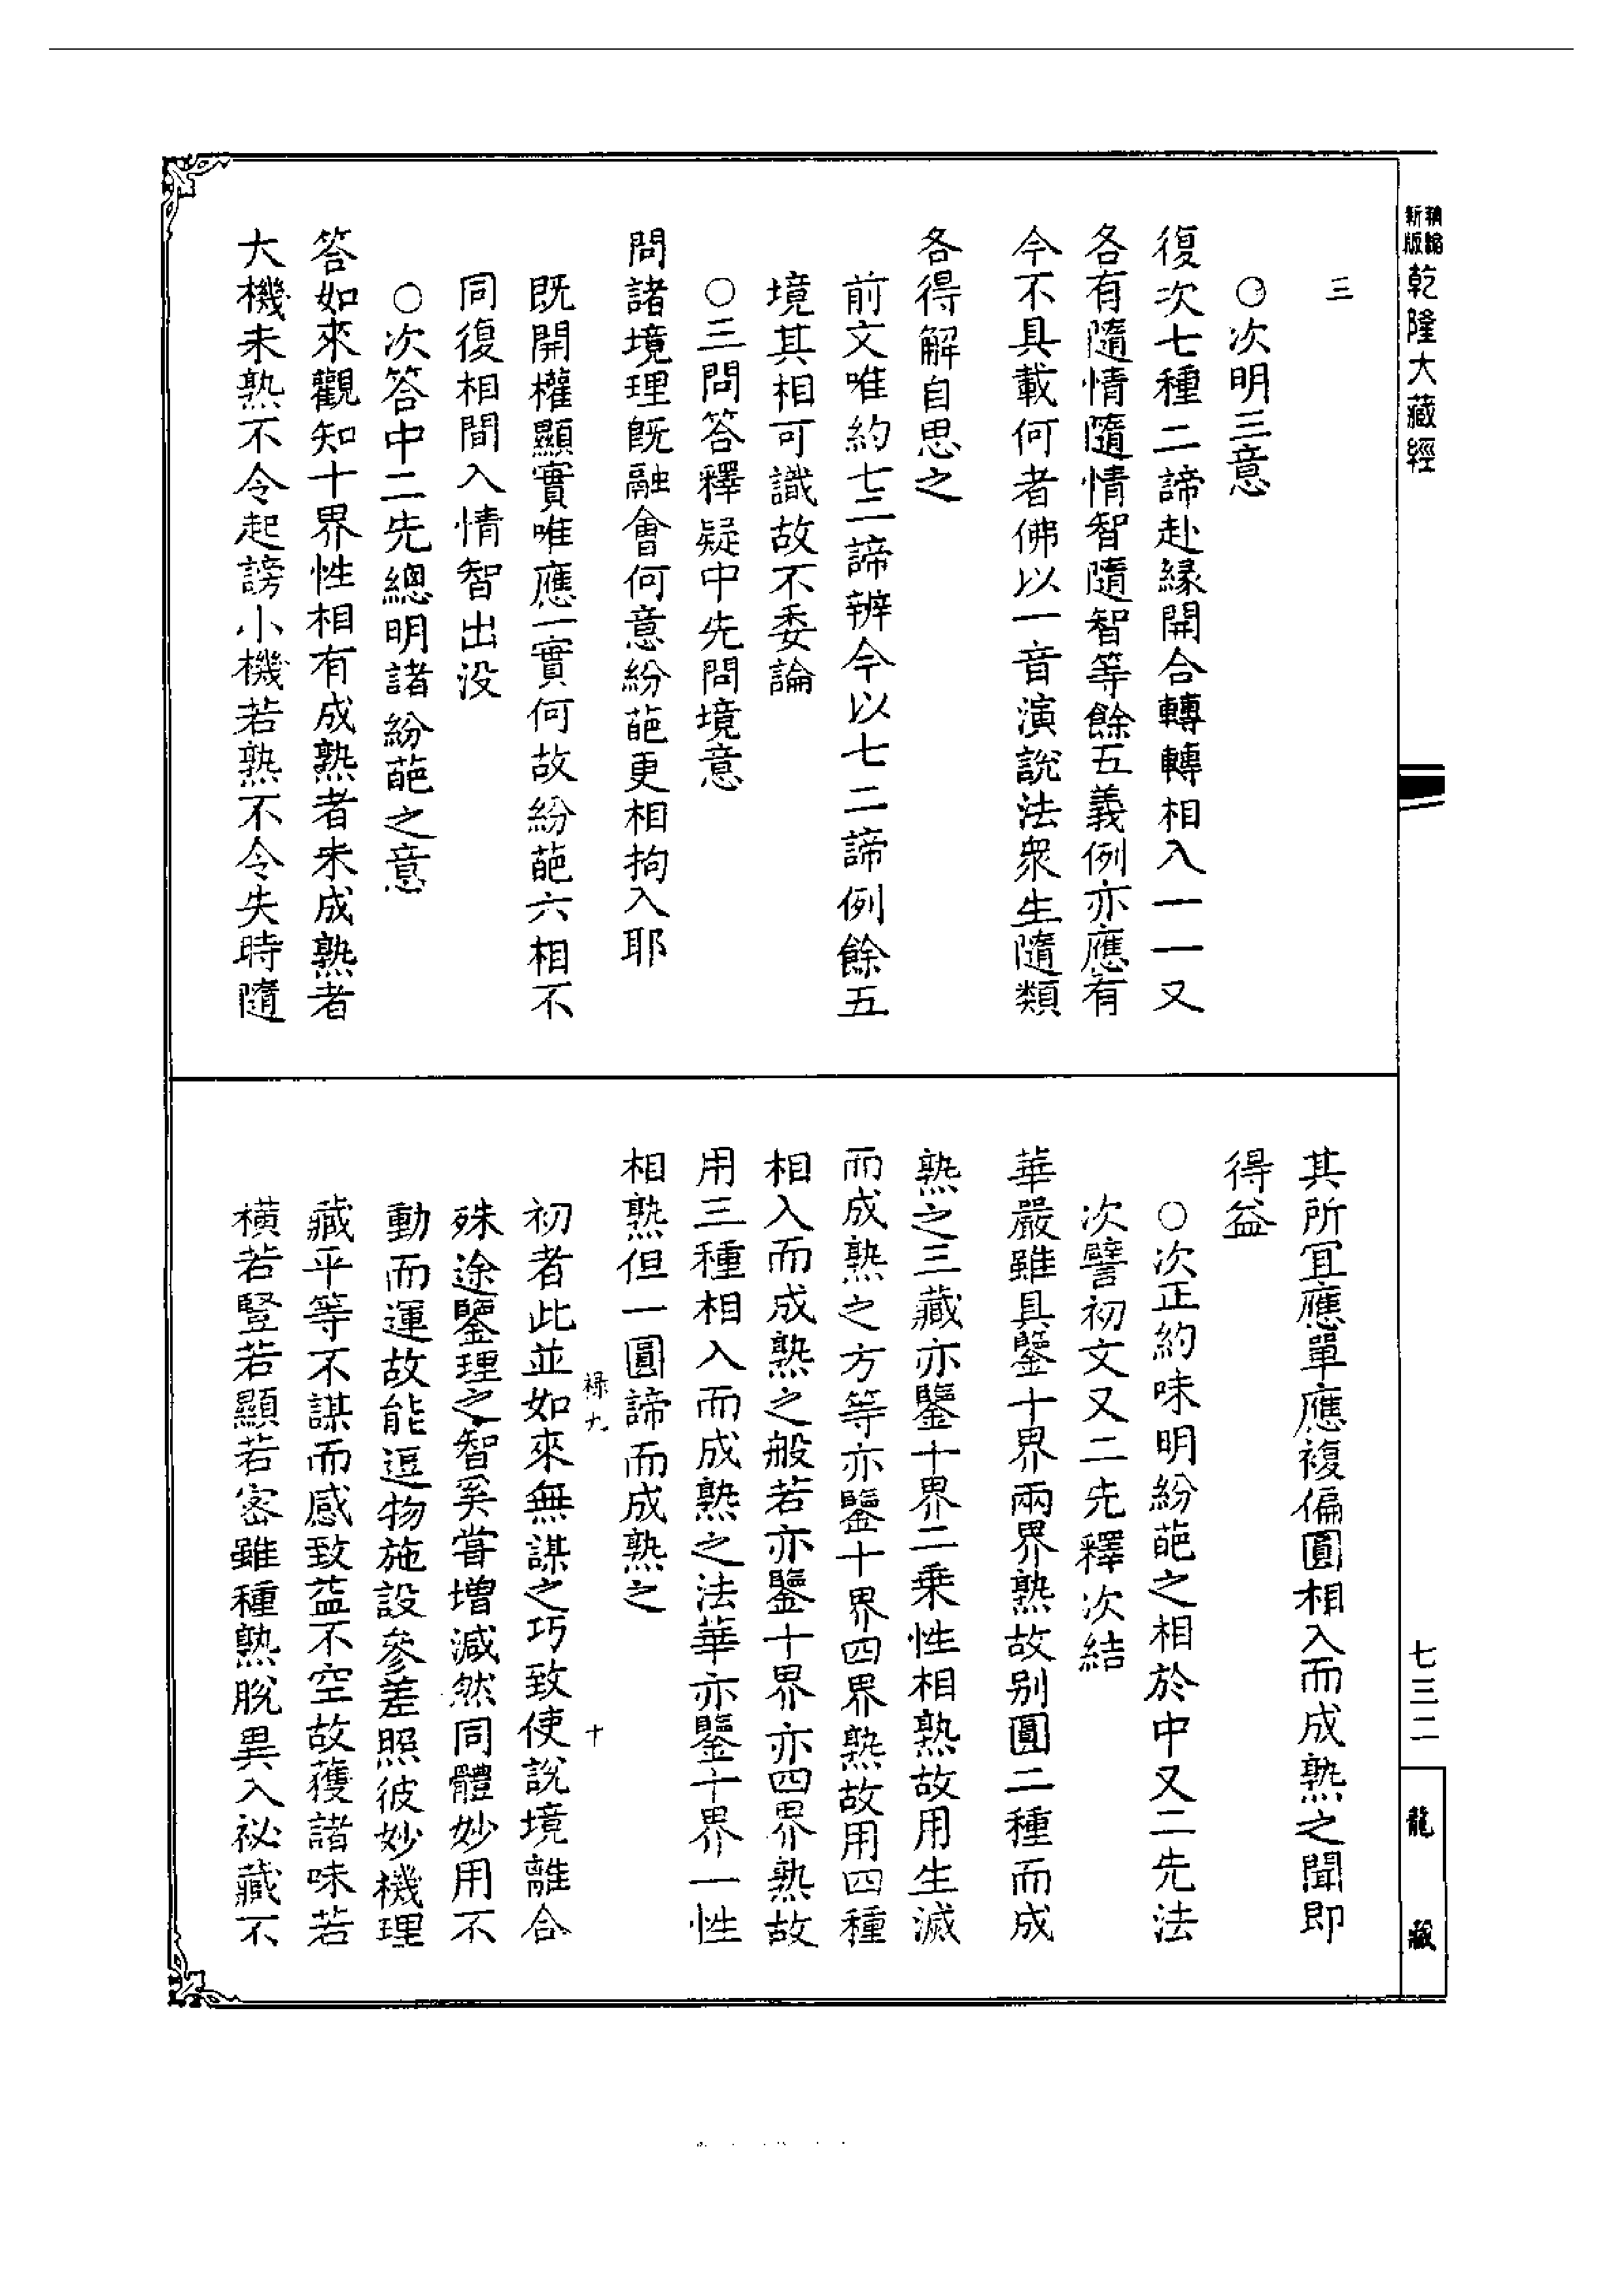 精縮
新版
乾隆大藏經
三
○次明三意
復次七種二諦赴緣開合轉轉相入一一又
各有隨情隨情智隨智等餘五義例亦應有
今不具載何者佛以一音演說法眾生隨類
各得解自思之
前文唯約七二諦辨今以七二諦例餘五
境其相可識故不委論
○三問答釋疑中先問境意
問諸境理旣融會何意紛葩更相拘入耶
既開權顯實唯應一實何故紛葩六相不
同復相間入情智出沒
○次答中二先總明諸紛葩之意
答如來觀知十界性相有成熟者未成熟者
大機未熟不令起謗小機若熟不令失時隨
其所宜應單應複偏圓相入而成熟之聞即
得益
○次正約味明紛葩之相於中又二先法
次譬初文又二先釋次結
華嚴雖具鑒十界兩界熟故別圓二種而成
熟之三藏亦鑒十界二乘性相熟故用生滅
而成熟之方等亦鑒十界四界熟故用四種
相入而成熟之般若亦鑒十界亦四界熟故
用三種相入而成熟之法華亦鑒十界一性
相熟但一圓諦而成熟之
祿九
十
初者此並如來無謀之巧致使說境離合
殊途鑒理之智奚嘗增減然同體妙用不
動而運故能逗物施設參差照彼妙機理
藏平等不謀而感致益不空故獲諸味若
橫若豎若顯若密雖種熟脫異入祕藏不
七三二
龍藏